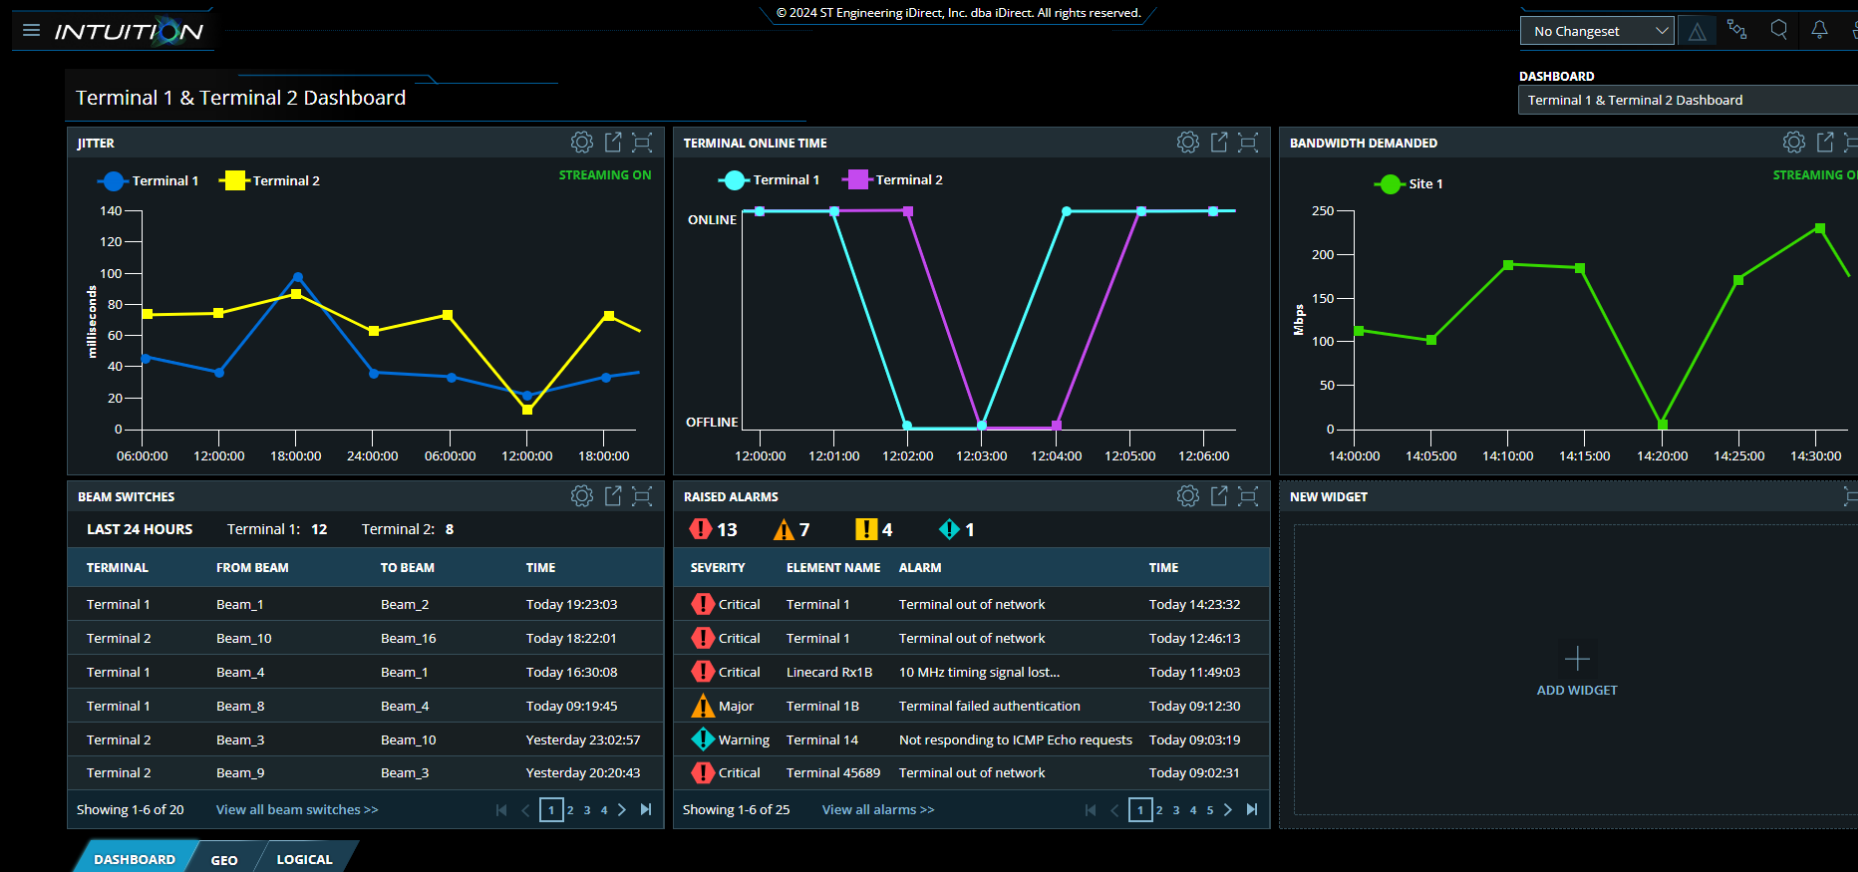 © 2024 ST Engineering iDirect, Inc. dba iDirect. All rights reserved.
INTUITION
No Changeset
DASHBOARD
Terminal 1 & Terminal 2 Dashboard
Terminal 1 & Terminal 2 Dashboard
JITTER
Terminal 1 Terminal 2 STREAMING ON
milliseconds
140
120
100
80
60
40
20
0
06:00:00 12:00:00 18:00:00 24:00:00 06:00:00 12:00:00 18:00:00
TERMINAL ONLINE TIME
Terminal 1 Terminal 2
ONLINE
OFFLINE
12:00:00 12:01:00 12:02:00 12:03:00 12:04:00 12:05:00 12:06:00
BANDWIDTH DEMANDED
STREAMING
Site 1
Mbps
250
200
150
100
50
0
14:00:00 14:05:00 14:10:00 14:15:00 14:20:00 14:25:00 14:30:00
BEAM SWITCHES
LAST 24 HOURS Terminal 1: 12 Terminal 2: 8
TERMINAL FROM BEAM TO BEAM TIME
Terminal 1 Beam_1 Beam_2 Today 19:23:03
Terminal 2 Beam_10 Beam_16 Today 18:22:01
Terminal 1 Beam_4 Beam_1 Today 16:30:08
Terminal 1 Beam_8 Beam_4 Today 09:19:45
Terminal 2 Beam_3 Beam_10 Yesterday 23:02:57
Terminal 2 Beam_9 Beam_3 Yesterday 20:20:43
Showing 1-6 of 20 View all beam switches >> 1 2 3 4
RAISED ALARMS
13 7 4 1
SEVERITY ELEMENT NAME ALARM TIME
Critical Terminal 1 Terminal out of network Today 14:23:32
Critical Terminal 1 Terminal out of network Today 12:46:13
Critical Linecard Rx1B 10 MHz timing signal lost... Today 11:49:03
Major Terminal 1B Terminal failed authentication Today 09:12:30
Warning Terminal 14 Not responding to ICMP Echo requests Today 09:03:19
Critical Terminal 45689 Terminal out of network Today 09:02:31
Showing 1-6 of 25 View all alarms >> 1 2 3 4 5
NEW WIDGET
ADD WIDGET
DASHBOARD GEO LOGICAL